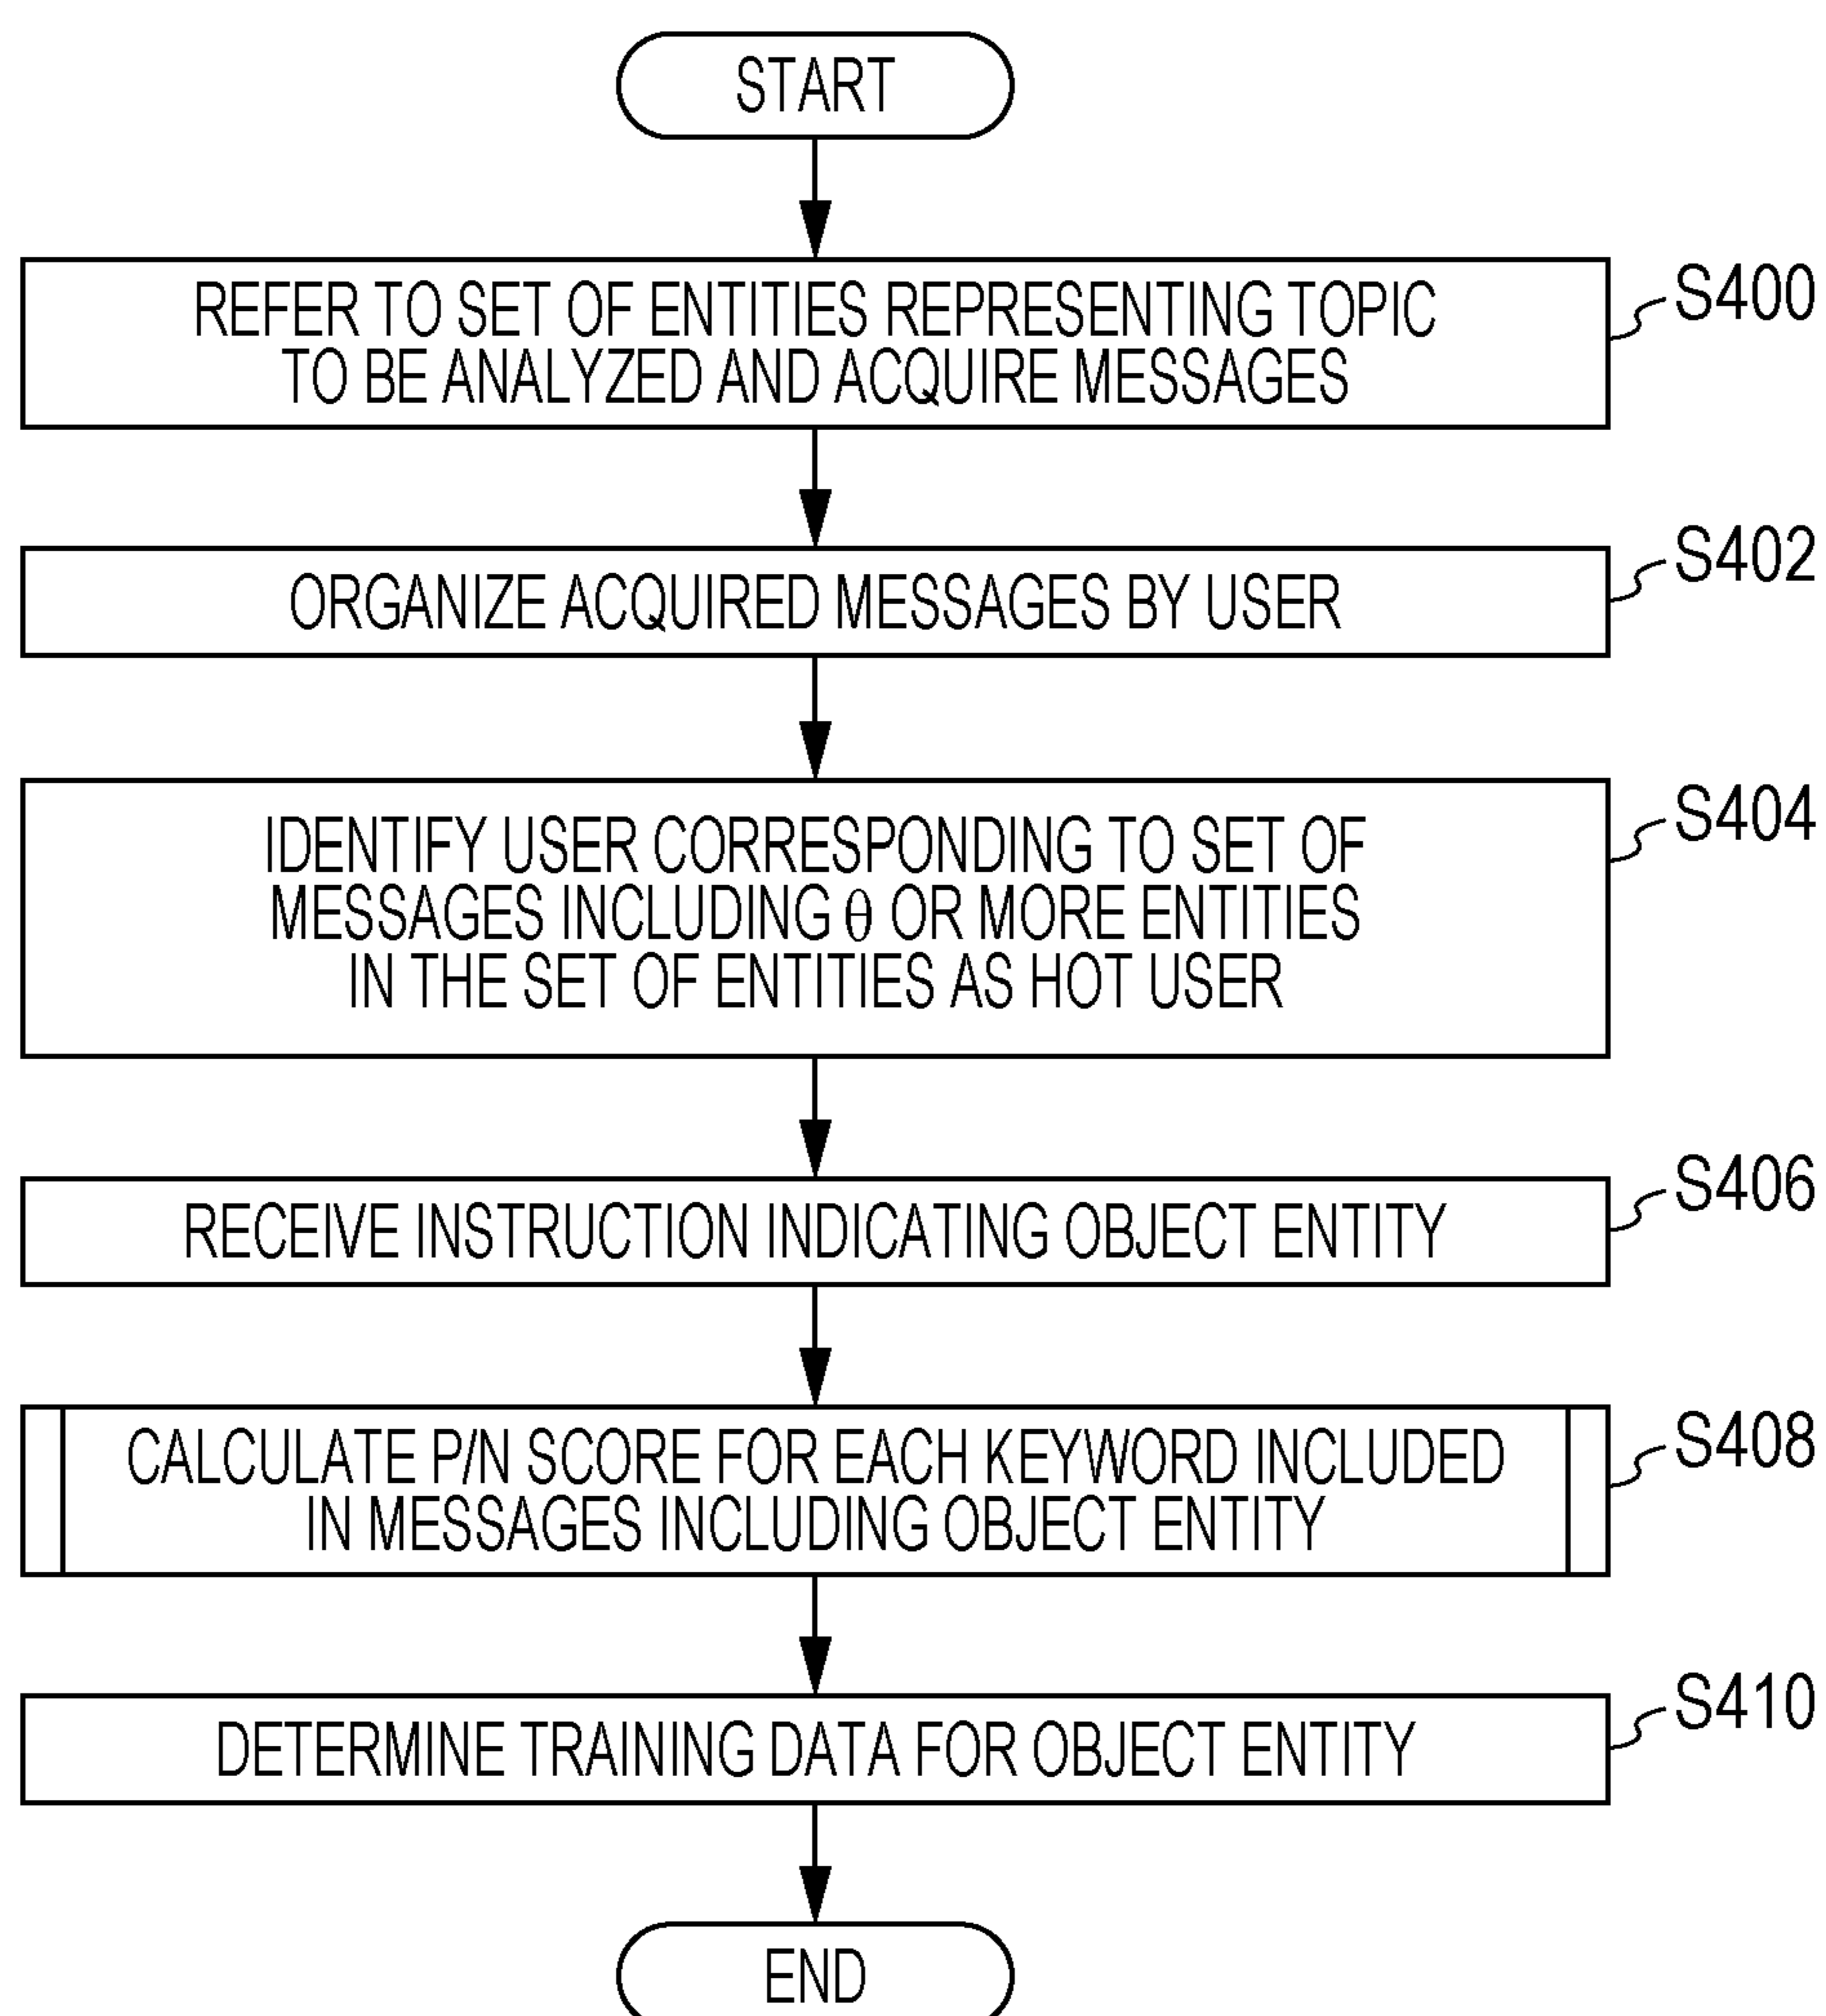 START
REFER TO SET OF ENTITIES REPRESENTING TOPIC
TO BE ANALYZED AND ACQUIRE MESSAGES
S400
ORGANIZE ACQUIRED MESSAGES BY USER
S402
IDENTIFY USER CORRESPONDING TO SET OF
MESSAGES INCLUDING θ OR MORE ENTITIES
IN THE SET OF ENTITIES AS HOT USER
S404
RECEIVE INSTRUCTION INDICATING OBJECT ENTITY
S406
CALCULATE P/N SCORE FOR EACH KEYWORD INCLUDED
IN MESSAGES INCLUDING OBJECT ENTITY
S408
DETERMINE TRAINING DATA FOR OBJECT ENTITY
S410
END